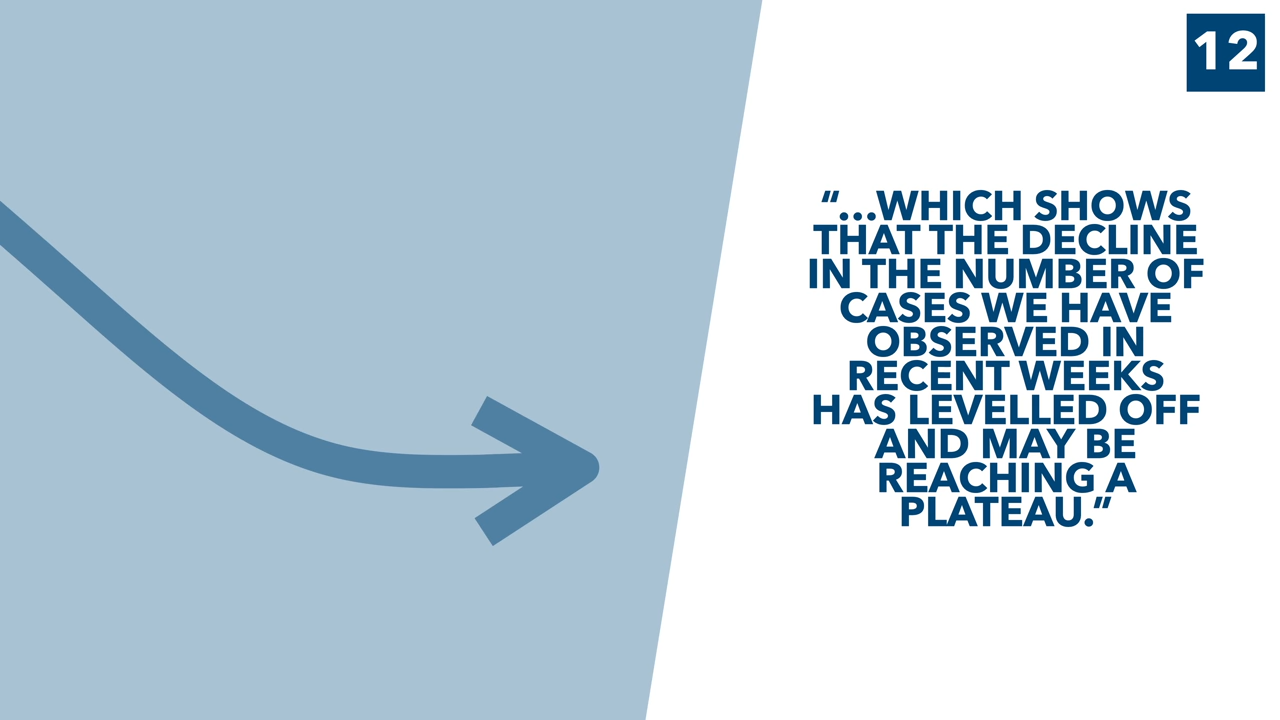 12
“...WHICH SHOWS
THAT THE DECLINE
IN THE NUMBER OF
CASES WE HAVE
OBSERVED IN
RECENT WEEKS
HAS LEVELLED OFF
AND MAY BE
REACHING A
PLATEAU.”